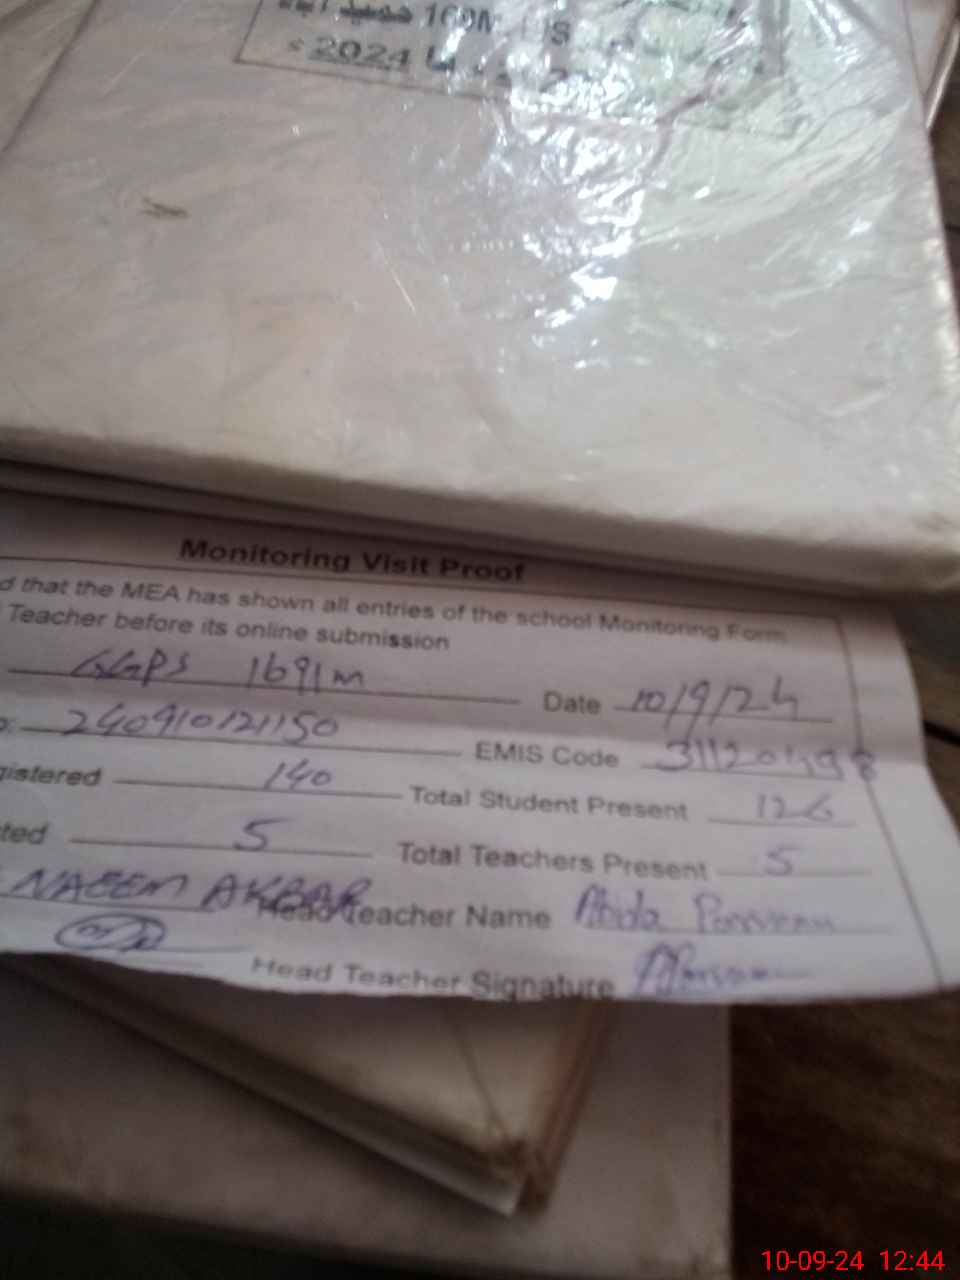 2024
Monitoring Visit Proof
that the MEA has shown all entries of the school Monitoring Form
Teacher before its online submission
GGPS 169/m Date 10/9/24
240910121150 EMIS Code
gistered 140 Total Student Present 126
ted 5 Total Teachers Present 5
NAEEM AKBAR Head Teacher Name Abida Parveen
Head Teacher Signature
10-09-24 12:44